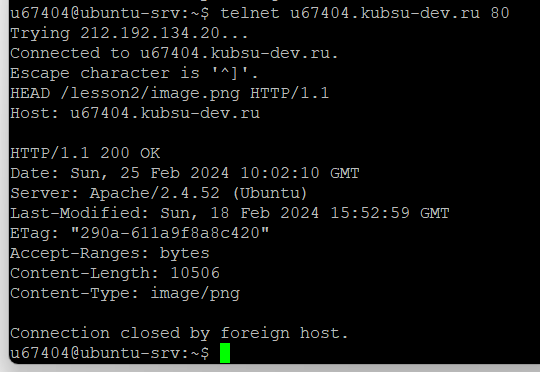 u67404@ubuntu-srv:~$ telnet u67404.kubsu-dev.ru 80
Trying 212.192.134.20...
Connected to u67404.kubsu-dev.ru.
Escape character is '^]'.
HEAD /lesson2/image.png HTTP/1.1
Host: u67404.kubsu-dev.ru

HTTP/1.1 200 OK
Date: Sun, 25 Feb 2024 10:02:10 GMT
Server: Apache/2.4.52 (Ubuntu)
Last-Modified: Sun, 18 Feb 2024 15:52:59 GMT
ETag: "290a-611a9f8a8c420"
Accept-Ranges: bytes
Content-Length: 10506
Content-Type: image/png

Connection closed by foreign host.
u67404@ubuntu-srv:~$